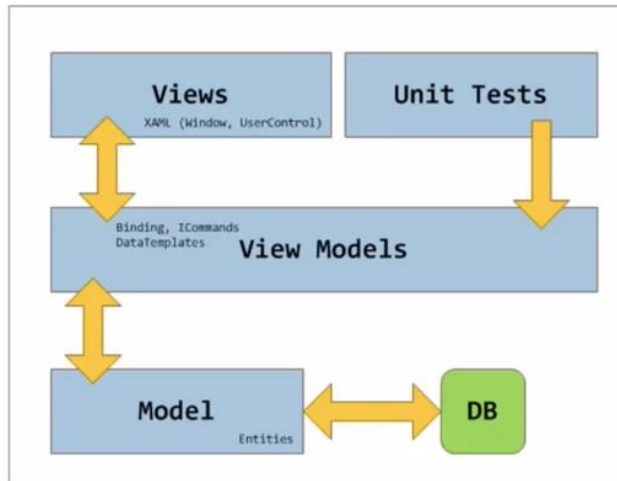 Views
XAML (Window, UserControl)
Unit Tests
Binding, ICommands
DataTemplates
View Models
Model
Entities
DB